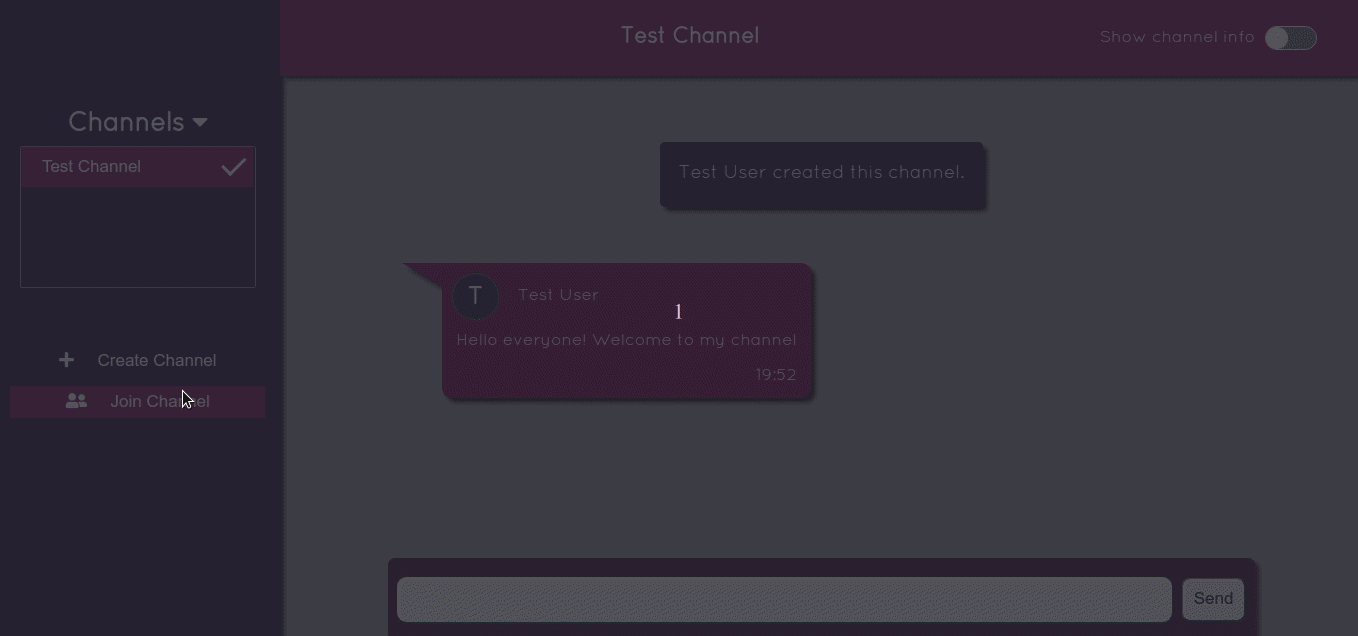 Test Channel
Show channel info
Channels
Test Channel
Create Channel
Join Channel
Test User created this channel.
T
Test User
1
Hello everyone! Welcome to my channel
19:52
Send